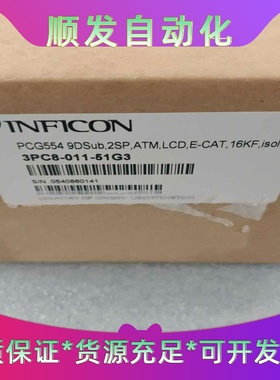 顺发自动化
INFICON
PCG554 9DSub,2SP,ATM,LCD,E-CAT,16KF,isol
3PC8-011-51G3
S/N: 0540860141
质保证*货源充足*可开发